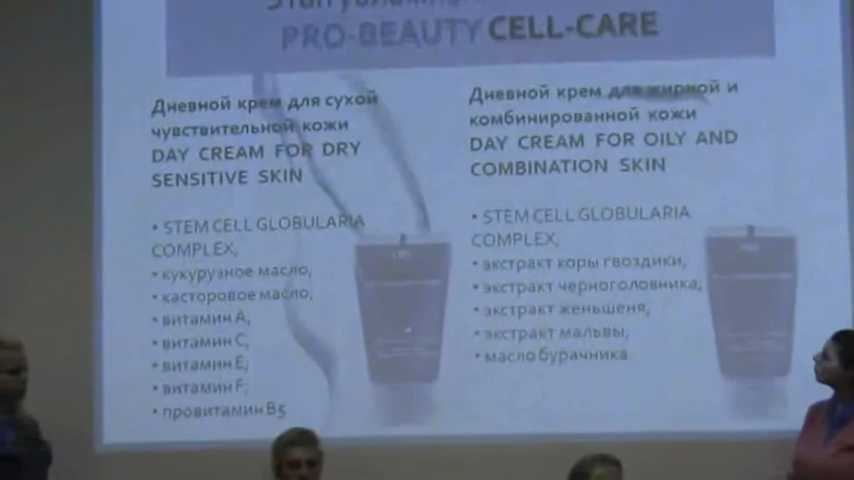 PRO-BEAUTY CELL-CARE
Дневной крем для сухой
чувствительной кожи
DAY CREAM FOR DRY
SENSITIVE SKIN
• STEM CELL GLOBULARIA
COMPLEX,
• кукурузное масло,
• касторовое масло,
• витамин А,
• витамин С,
• витамин Е,
• витамин F,
• провитамин В5
Дневной крем для жирной и
комбинированной кожи
DAY CREAM FOR OILY AND
COMBINATION SKIN
• STEM CELL GLOBULARIA
COMPLEX,
• экстракт коры гвоздики,
• экстракт черноголовника,
• экстракт женьшеня,
• экстракт мальвы,
• масло бурачника